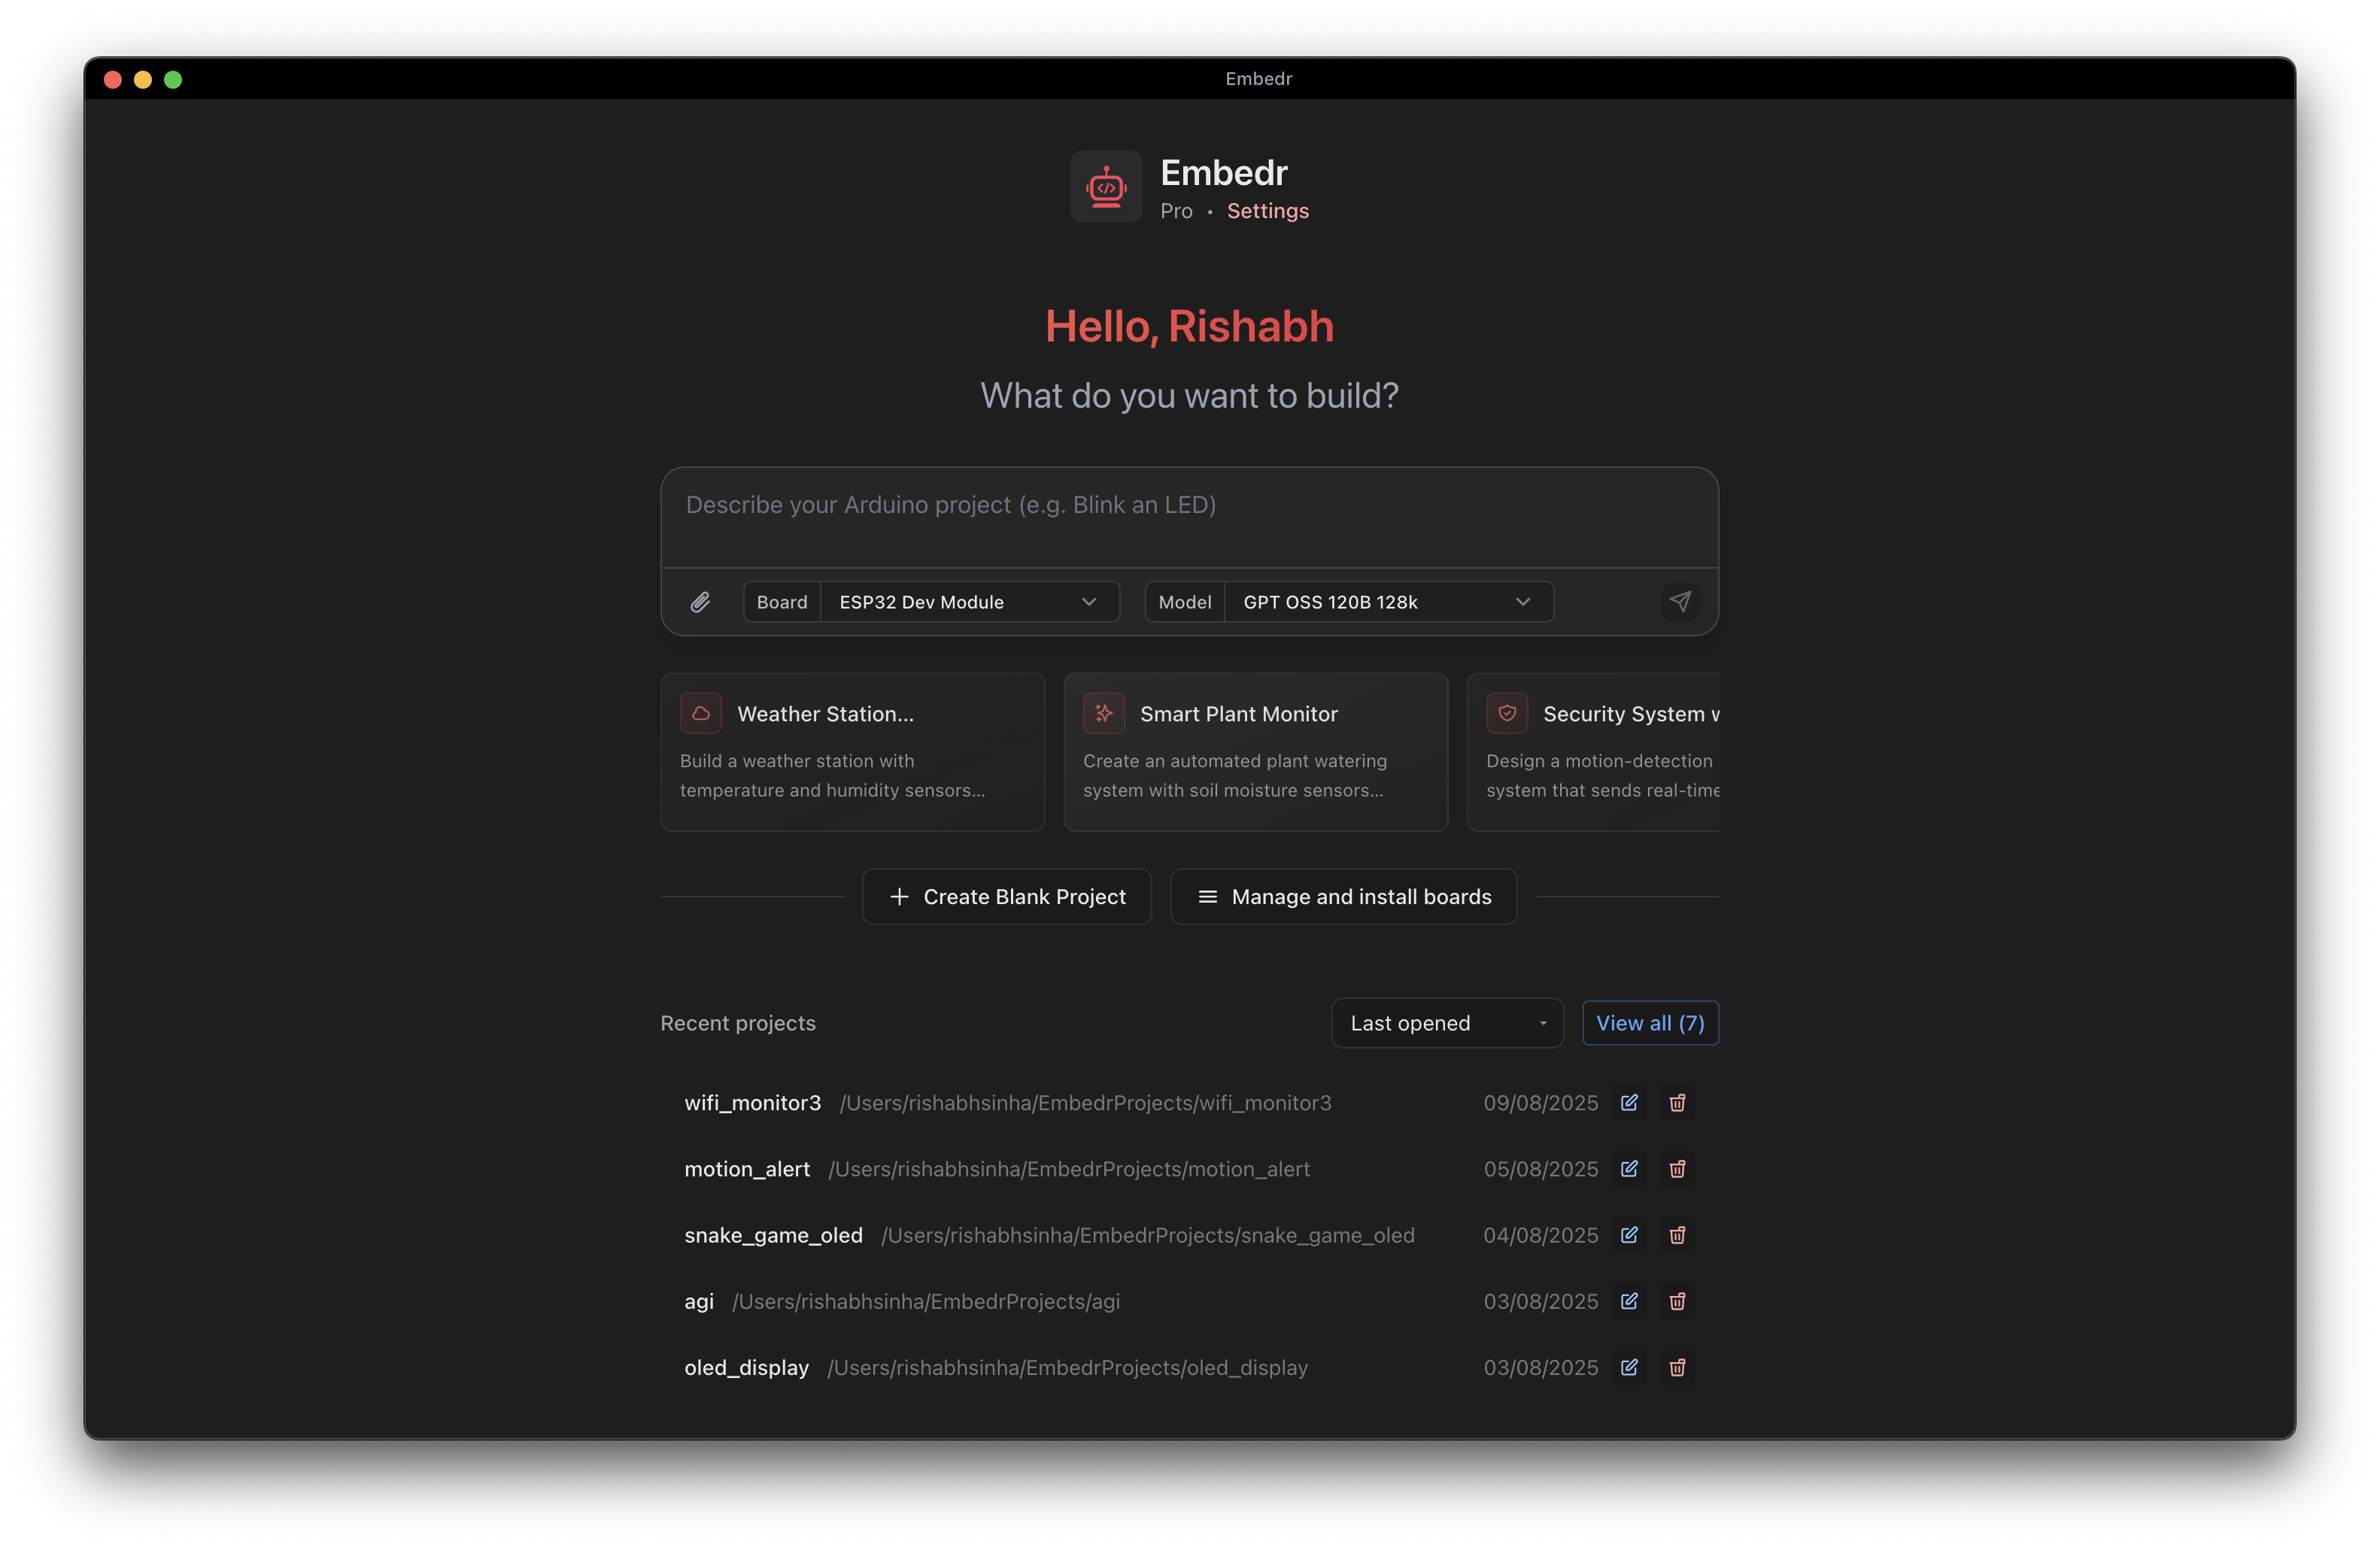 Embedr
Embedr
Pro • Settings
Hello, Rishabh
What do you want to build?
Describe your Arduino project (e.g. Blink an LED)
Board ESP32 Dev Module Model GPT OSS 120B 128k
Weather Station...
Build a weather station with
temperature and humidity sensors...
Smart Plant Monitor
Create an automated plant watering
system with soil moisture sensors...
Security System
Design a motion-detection
system that sends real-time
Create Blank Project
Manage and install boards
Recent projects Last opened View all (7)
wifi_monitor3 /Users/rishabhsinha/EmbedrProjects/wifi_monitor3 09/08/2025
motion_alert /Users/rishabhsinha/EmbedrProjects/motion_alert 05/08/2025
snake_game_oled /Users/rishabhsinha/EmbedrProjects/snake_game_oled 04/08/2025
agi /Users/rishabhsinha/EmbedrProjects/agi 03/08/2025
oled_display /Users/rishabhsinha/EmbedrProjects/oled_display 03/08/2025